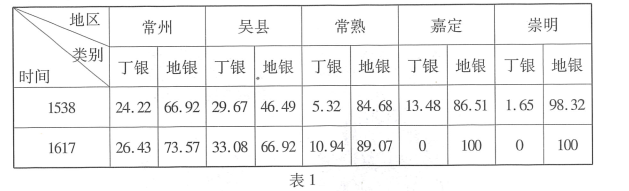 地区 常州 吴县 常熟 嘉定 崇明
类别
时间 丁银 地银 丁银 地银 丁银 地银 丁银 地银 丁银 地银
1538 24.22 66.92 29.67 46.49 5.32 84.68 13.48 86.51 1.65 98.32
1617 26.43 73.57 33.08 66.92 10.94 89.07 0 100 0 100
表1